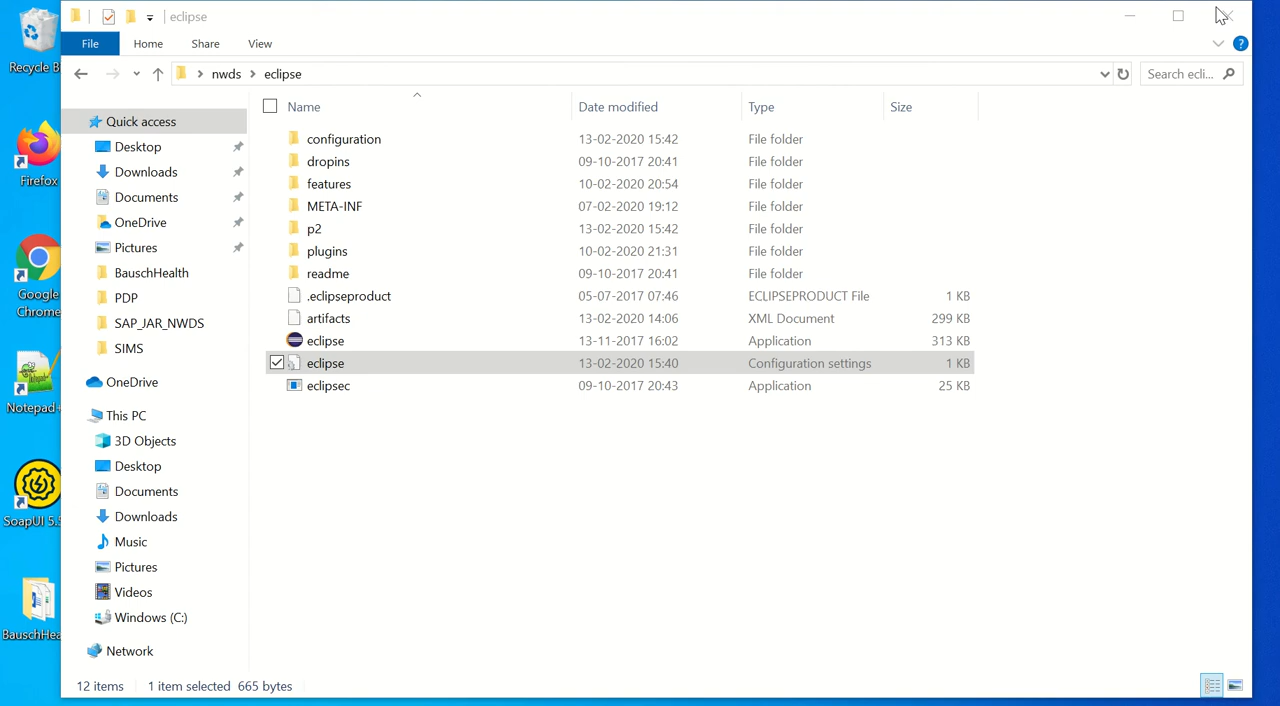 eclipse
File Home Share View
nwds eclipse Search ecli...
Name Date modified Type Size
configuration 13-02-2020 15:42 File folder
dropins 09-10-2017 20:41 File folder
features 10-02-2020 20:54 File folder
META-INF 07-02-2020 19:12 File folder
p2 13-02-2020 15:42 File folder
plugins 10-02-2020 21:31 File folder
readme 09-10-2017 20:41 File folder
.eclipseproduct 05-07-2017 07:46 ECLIPSEPRODUCT File 1 KB
artifacts 13-02-2020 14:06 XML Document 299 KB
eclipse 13-11-2017 16:02 Application 313 KB
eclipse 13-02-2020 15:40 Configuration settings 1 KB
eclipsec 09-10-2017 20:43 Application 25 KB
Quick access
Desktop
Downloads
Documents
OneDrive
Pictures
BauschHealth
PDP
SAP_JAR_NWDS
SIMS
OneDrive
This PC
3D Objects
Desktop
Documents
Downloads
Music
Pictures
Videos
Windows (C:)
Network
12 items 1 item selected 665 bytes
Recycle B
Firefox
Google
Chrome
Notepad+
SoapUI 5.5
BauschHea